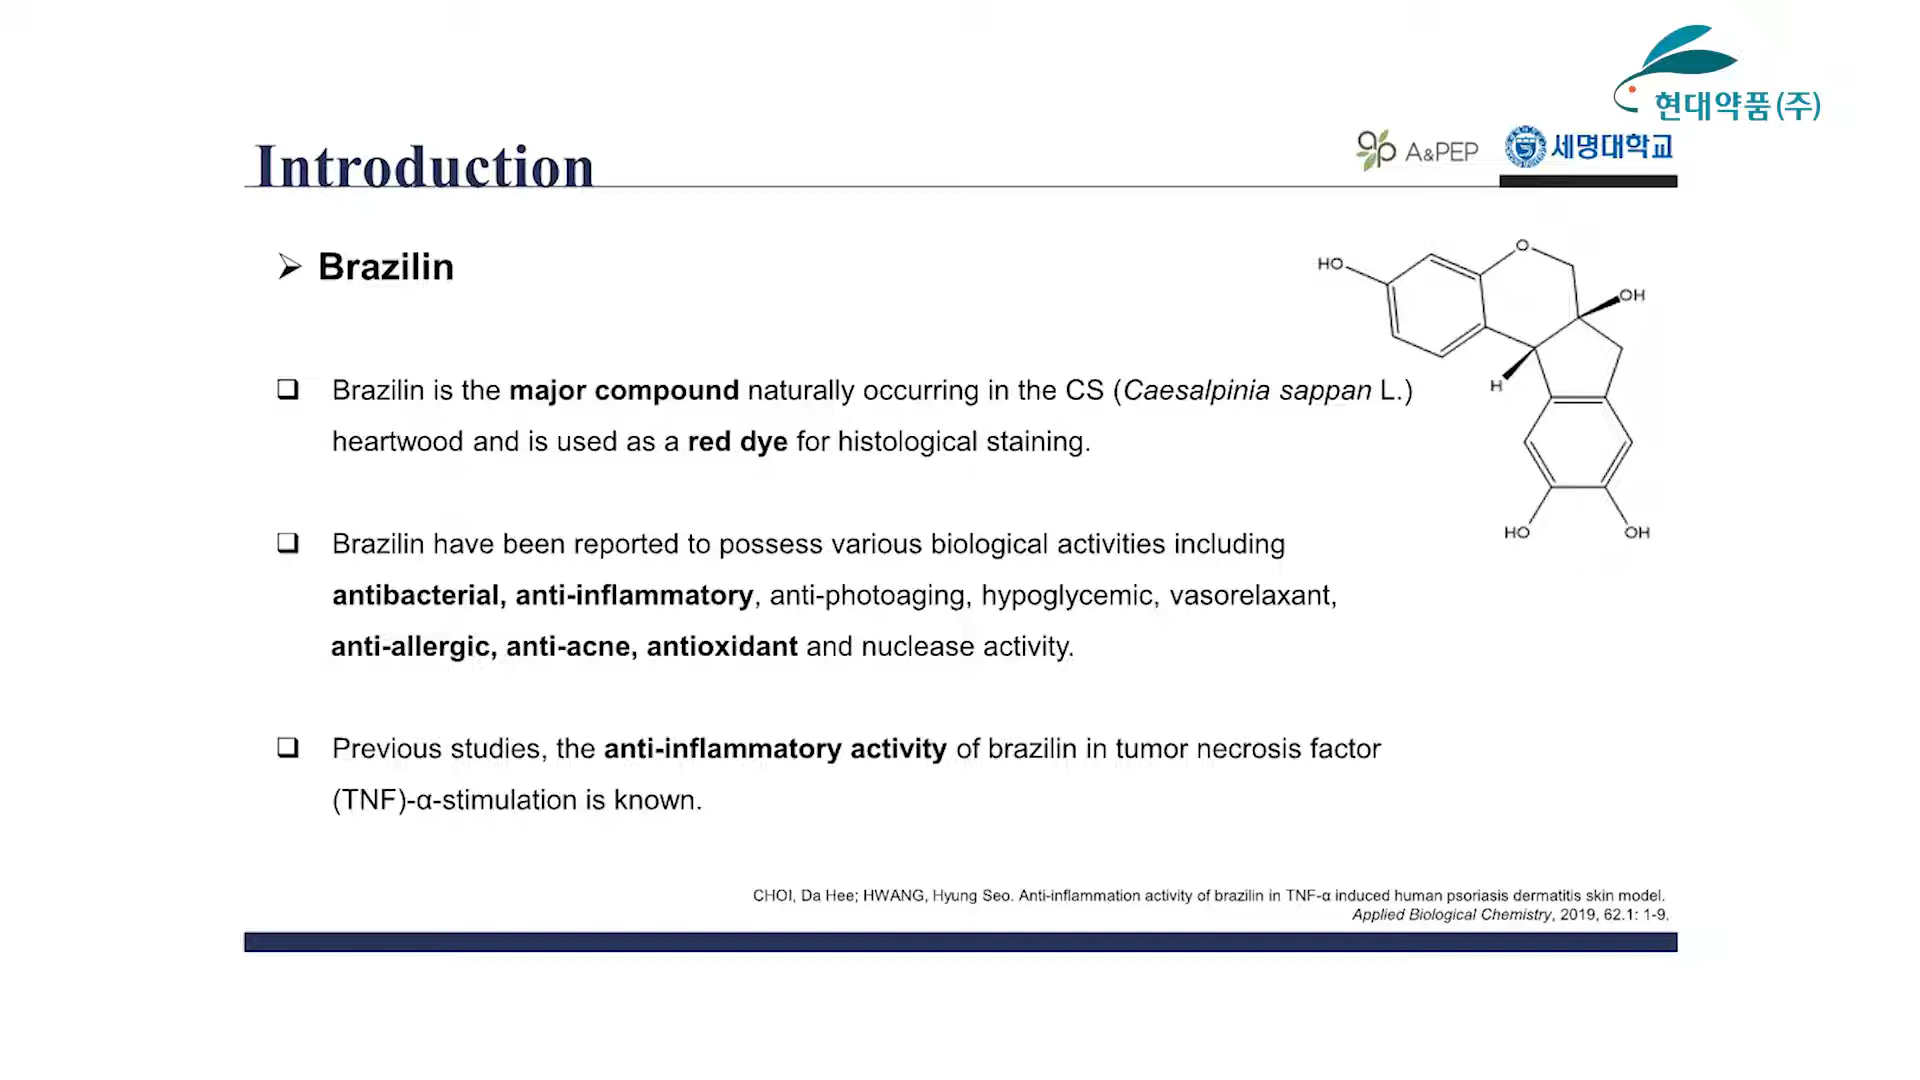 현대약품(주)
Introduction
A&PEP
세명대학교
Brazilin
HO
O
OH
H
HO
OH
Brazilin is the major compound naturally occurring in the CS (Caesalpinia sappan L.)
heartwood and is used as a red dye for histological staining.
Brazilin have been reported to possess various biological activities including
antibacterial, anti-inflammatory, anti-photoaging, hypoglycemic, vasorelaxant,
anti-allergic, anti-acne, antioxidant and nuclease activity.
Previous studies, the anti-inflammatory activity of brazilin in tumor necrosis factor
(TNF)-α-stimulation is known.
CHOI, Da Hee; HWANG, Hyung Seo. Anti-inflammation activity of brazilin in TNF-α induced human psoriasis dermatitis skin model.
Applied Biological Chemistry, 2019, 62.1: 1-9.